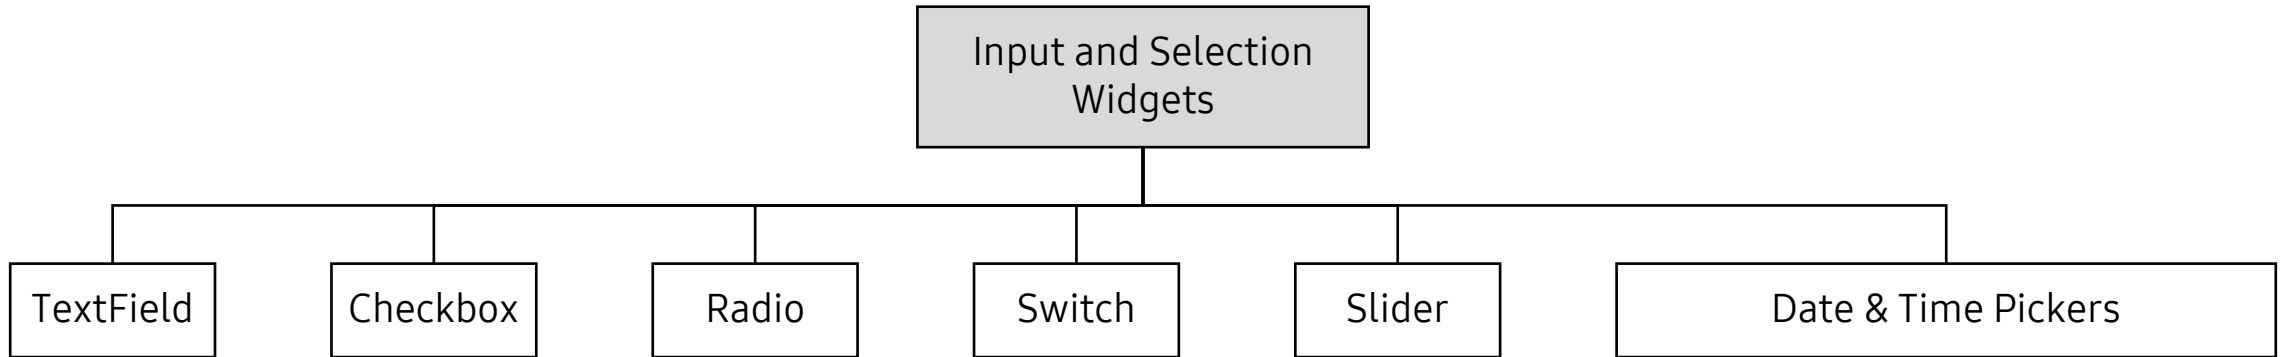 Input and Selection
Widgets
TextField
Checkbox
Radio
Switch
Slider
Date & Time Pickers